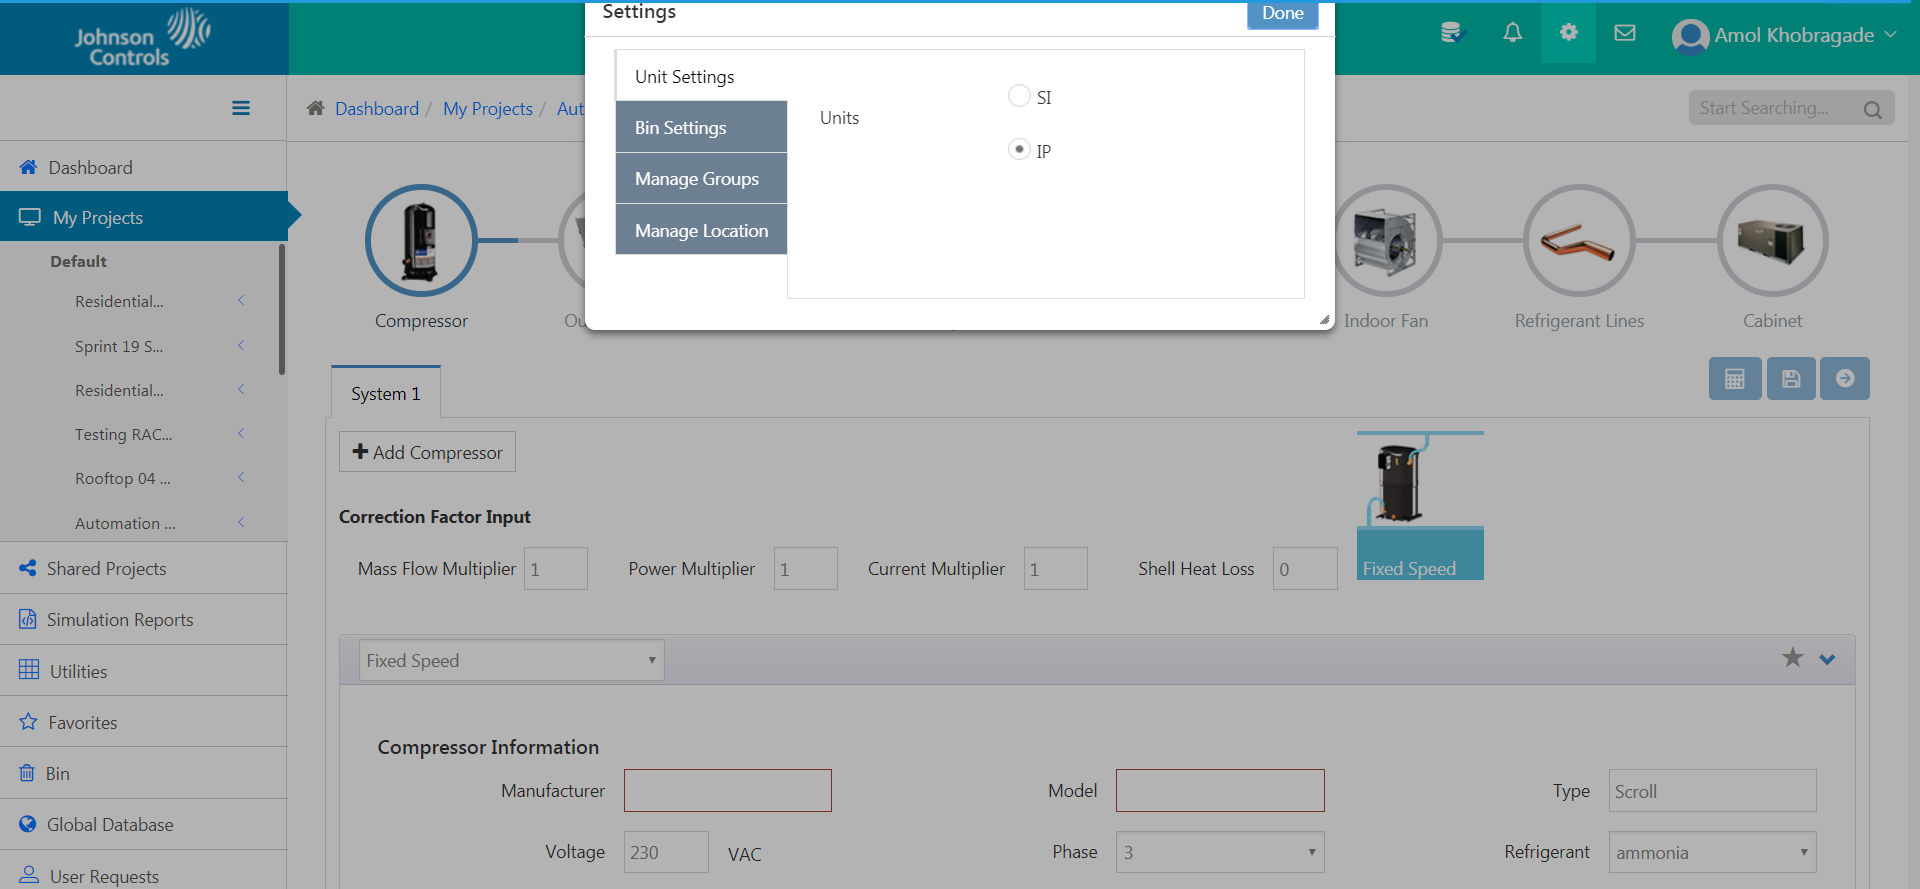 Johnson
Controls
Settings
Done
Amol Khobragade
Unit Settings
Bin Settings
Manage Groups
Manage Location
Units
SI
IP
Dashboard / My Projects / Aut
Start Searching...
Dashboard
My Projects
Default
Residential...
Sprint 19 S...
Residential...
Testing RAC...
Rooftop 04 ...
Automation ...
Shared Projects
Simulation Reports
Utilities
Favorites
Bin
Global Database
User Requests
Compressor
Ou
Indoor Fan
Refrigerant Lines
Cabinet
System 1
Add Compressor
Correction Factor Input
Mass Flow Multiplier 1 Power Multiplier 1 Current Multiplier 1 Shell Heat Loss 0
Fixed Speed
Fixed Speed
Compressor Information
Manufacturer Model Type Scroll
Voltage 230 VAC Phase 3 Refrigerant ammonia